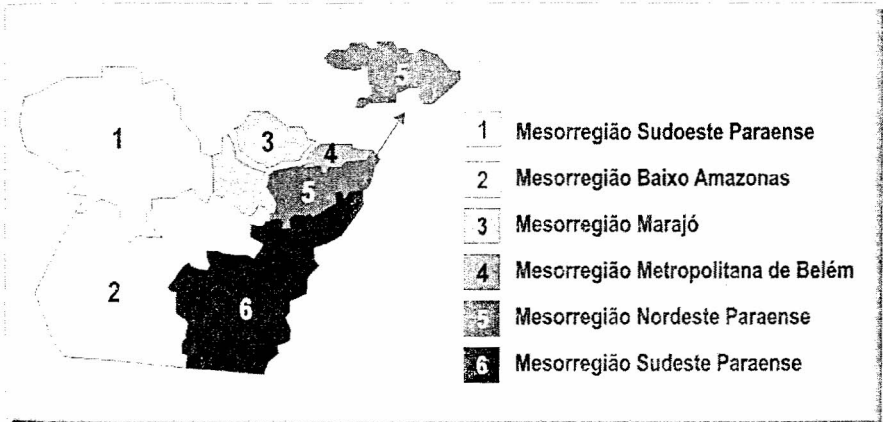 5
1
3
4
5
2
6
1 Mesorregião Sudoeste Paraense
2 Mesorregião Baixo Amazonas
3 Mesorregião Marajó
4 Mesorregião Metropolitana de Belém
5 Mesorregião Nordeste Paraense
6 Mesorregião Sudeste Paraense